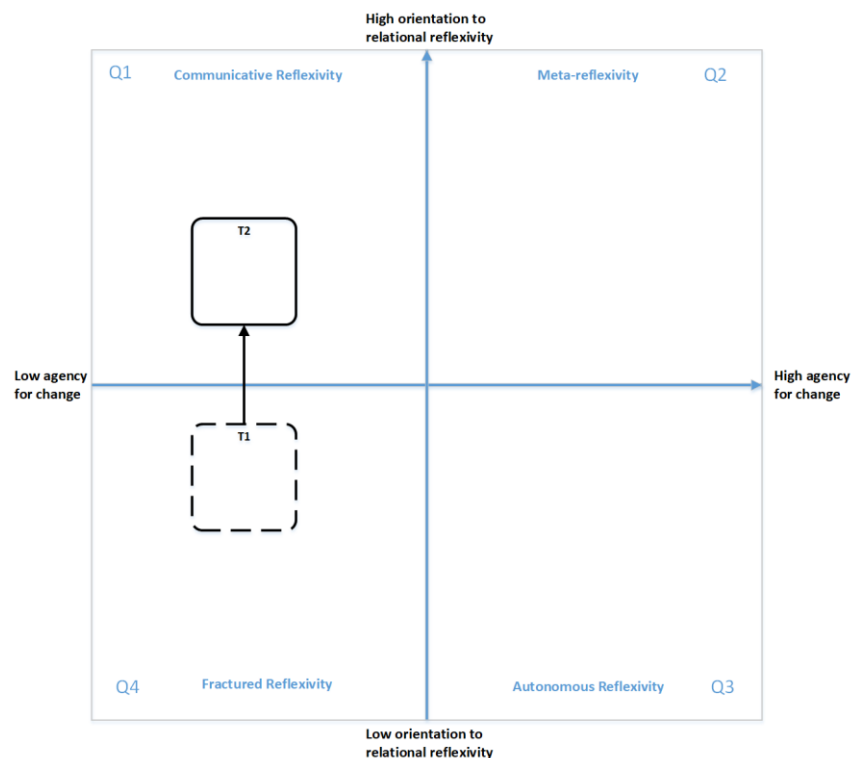 High orientation to
relational reflexivity
Q1
Communicative Reflexivity
Meta-reflexivity
Q2
T2
Low agency
for change
High agency
for change
T1
Q4
Fractured Reflexivity
Autonomous Reflexivity
Q3
Low orientation to
relational reflexivity